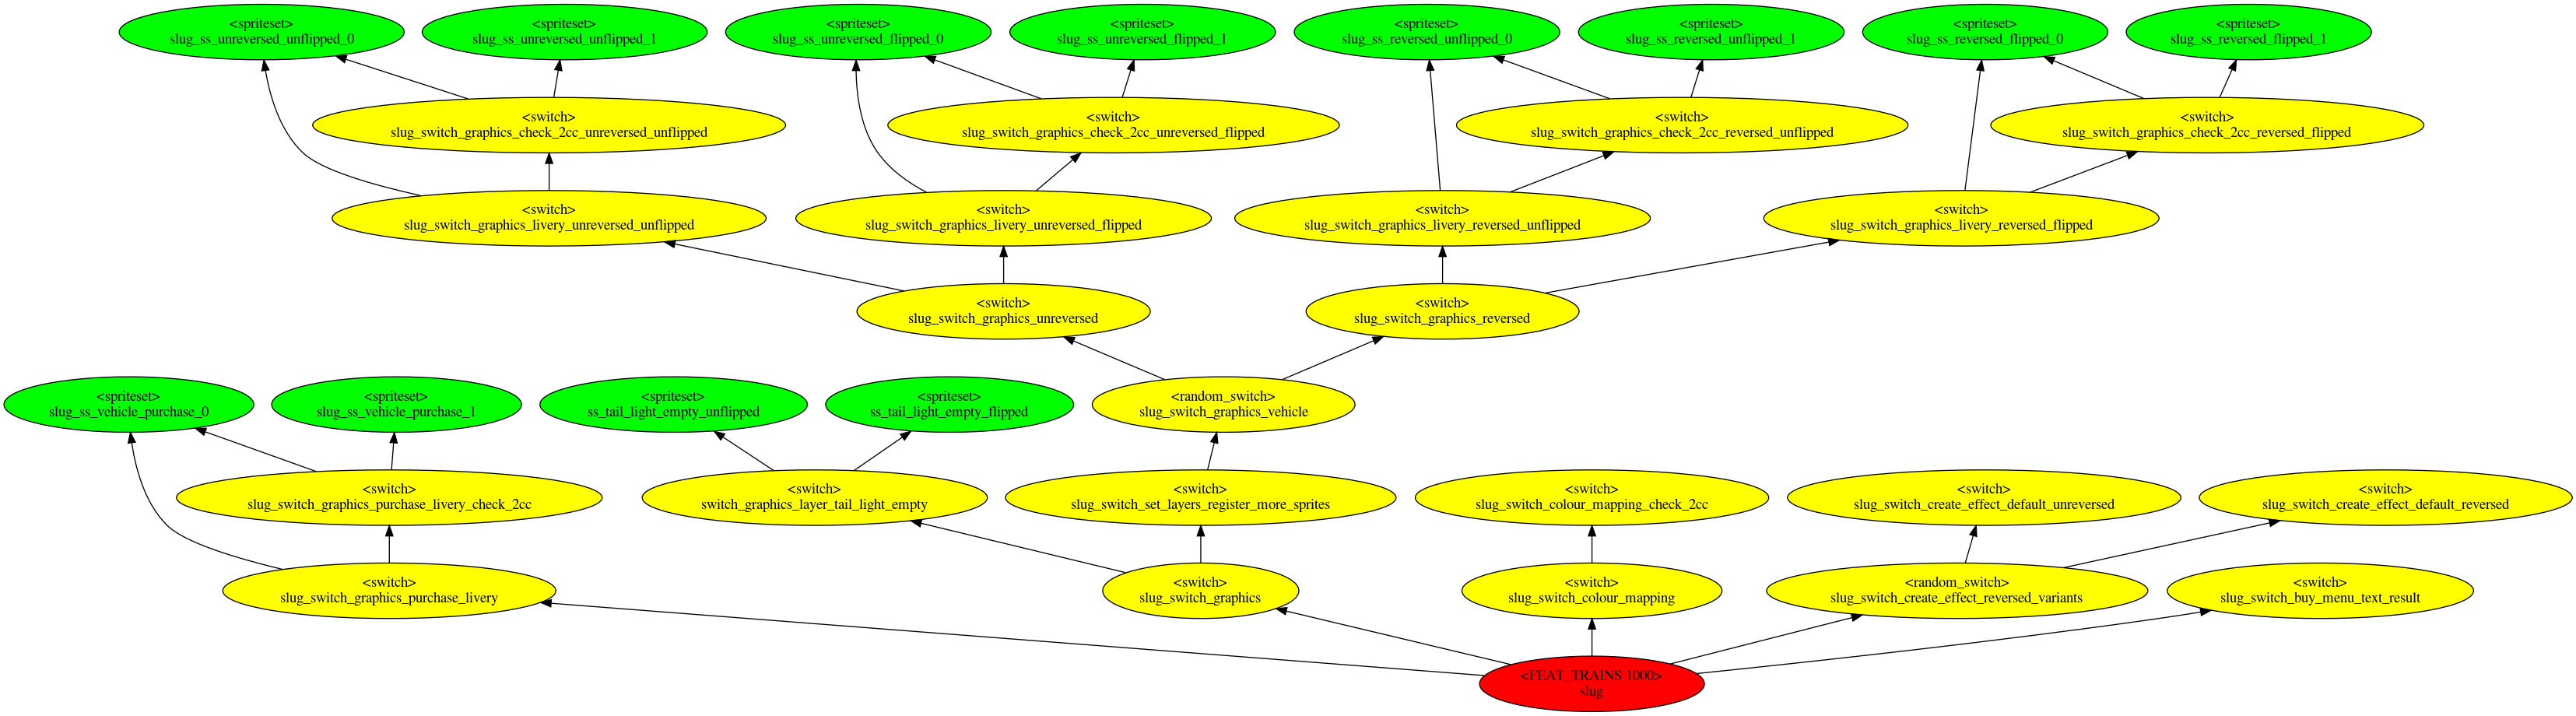 <spriteset>
slug_ss_unreversed_unflipped_0
<spriteset>
slug_ss_unreversed_unflipped_1
<spriteset>
slug_ss_unreversed_flipped_0
<spriteset>
slug_ss_unreversed_flipped_1
<spriteset>
slug_ss_reversed_unflipped_0
<spriteset>
slug_ss_reversed_unflipped_1
<spriteset>
slug_ss_reversed_flipped_0
<spriteset>
slug_ss_reversed_flipped_1
<switch>
slug_switch_graphics_check_2cc_unreversed_unflipped
<switch>
slug_switch_graphics_check_2cc_unreversed_flipped
<switch>
slug_switch_graphics_check_2cc_reversed_unflipped
<switch>
slug_switch_graphics_check_2cc_reversed_flipped
<switch>
slug_switch_graphics_livery_unreversed_unflipped
<switch>
slug_switch_graphics_livery_unreversed_flipped
<switch>
slug_switch_graphics_livery_reversed_unflipped
<switch>
slug_switch_graphics_livery_reversed_flipped
<switch>
slug_switch_graphics_unreversed
<switch>
slug_switch_graphics_reversed
<spriteset>
slug_ss_vehicle_purchase_0
<spriteset>
slug_ss_vehicle_purchase_1
<spriteset>
ss_tail_light_empty_unflipped
<spriteset>
ss_tail_light_empty_flipped
<random_switch>
slug_switch_graphics_vehicle
<switch>
slug_switch_graphics_purchase_livery_check_2cc
<switch>
switch_graphics_layer_tail_light_empty
<switch>
slug_switch_set_layers_register_more_sprites
<switch>
slug_switch_colour_mapping_check_2cc
<switch>
slug_switch_create_effect_default_unreversed
<switch>
slug_switch_create_effect_default_reversed
<switch>
slug_switch_graphics_purchase_livery
<switch>
slug_switch_graphics
<switch>
slug_switch_colour_mapping
<random_switch>
slug_switch_create_effect_reversed_variants
<switch>
slug_switch_buy_menu_text_result
<FEAT_TRAINS 1000>
slug